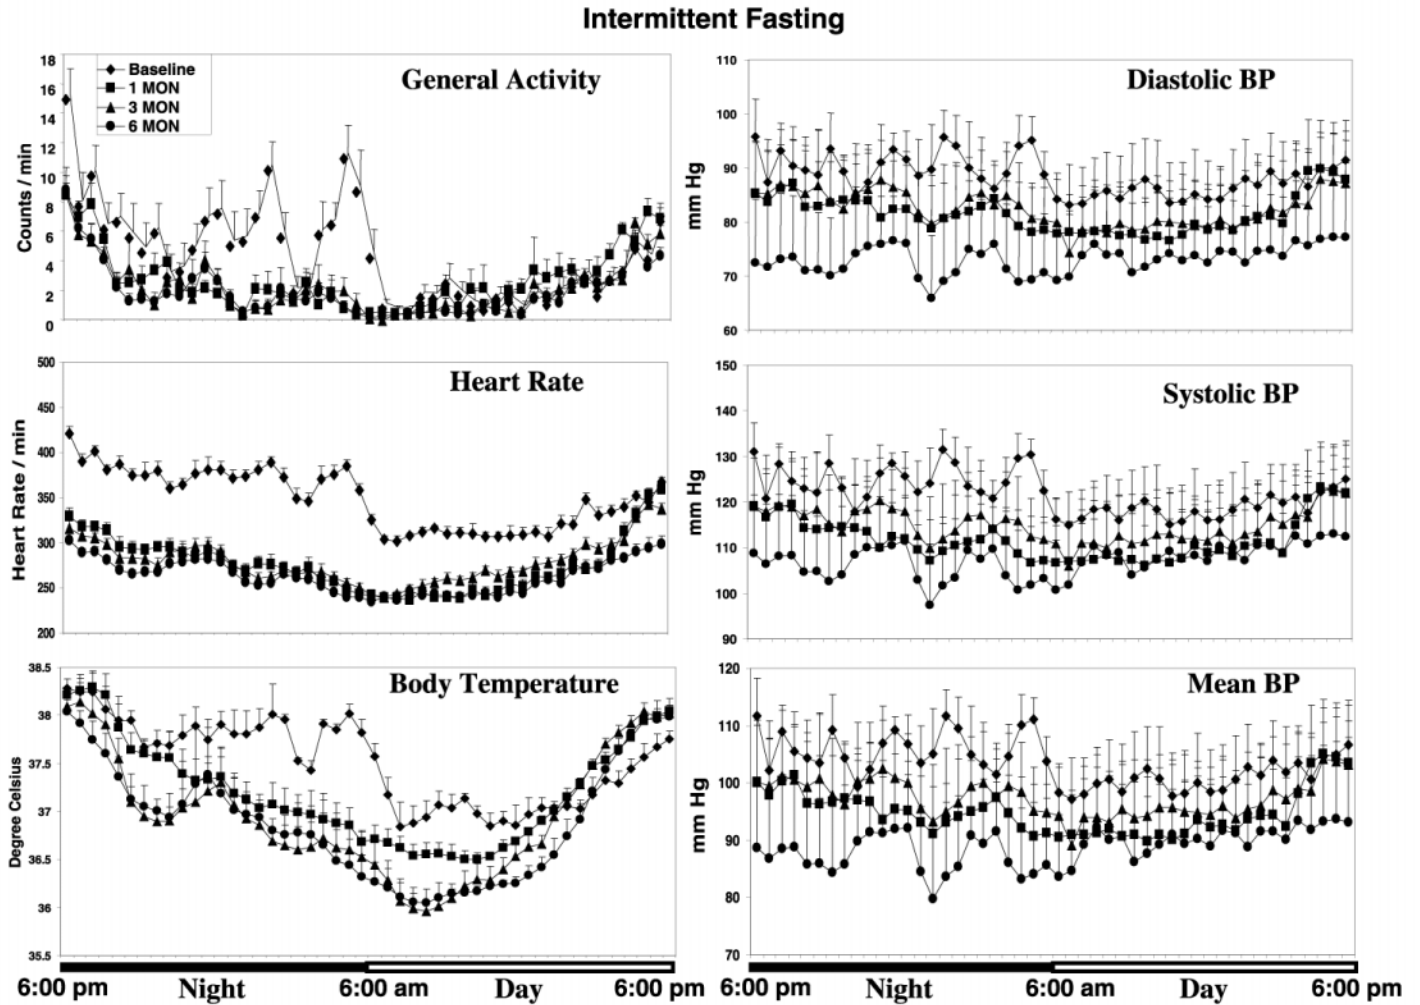 Intermittent Fasting
General Activity
Baseline
1 MON
3 MON
6 MON
Counts / min
18
16
14
12
10
8
6
4
2
0
Diastolic BP
mm Hg
110
100
90
80
70
60
Heart Rate
Heart Rate / min
500
450
400
350
300
250
200
Systolic BP
mm Hg
150
140
130
120
110
100
90
Body Temperature
Degree Celsius
38.5
38
37.5
37
36.5
36
35.5
Mean BP
mm Hg
120
110
100
90
80
70
6:00 pm Night 6:00 am Day 6:00 pm
6:00 pm Night 6:00 am Day 6:00 pm